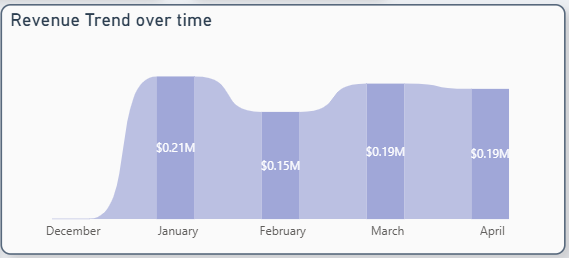 Revenue Trend over time
$0.21M
$0.15M
$0.19M
$0.19M
December January February March April